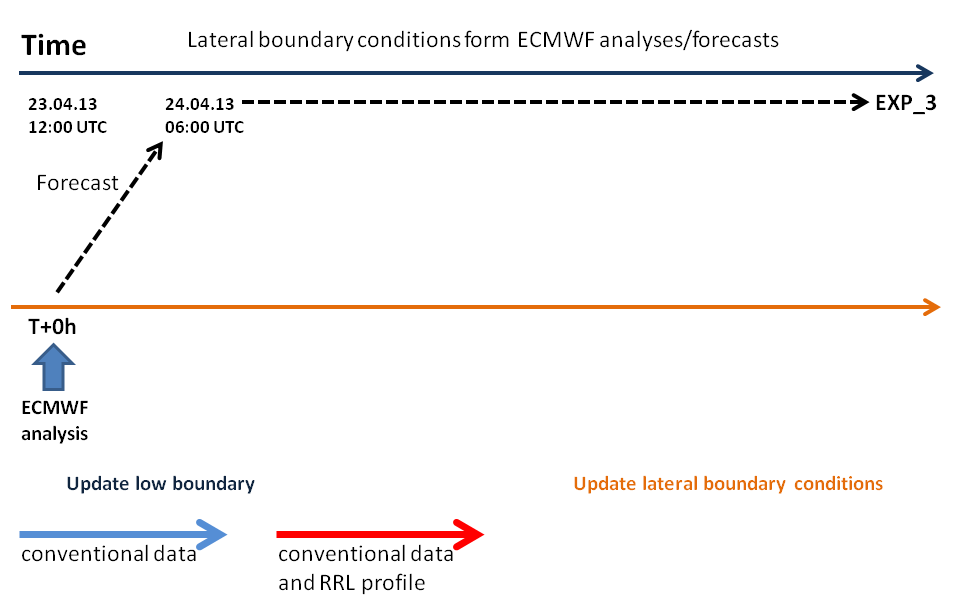 Time
Lateral boundary conditions form ECMWF analyses/forecasts
23.04.13
12:00 UTC
24.04.13
06:00 UTC
EXP_3
Forecast
T+0h
ECMWF
analysis
Update low boundary
Update lateral boundary conditions
conventional data
conventional data
and RRL profile